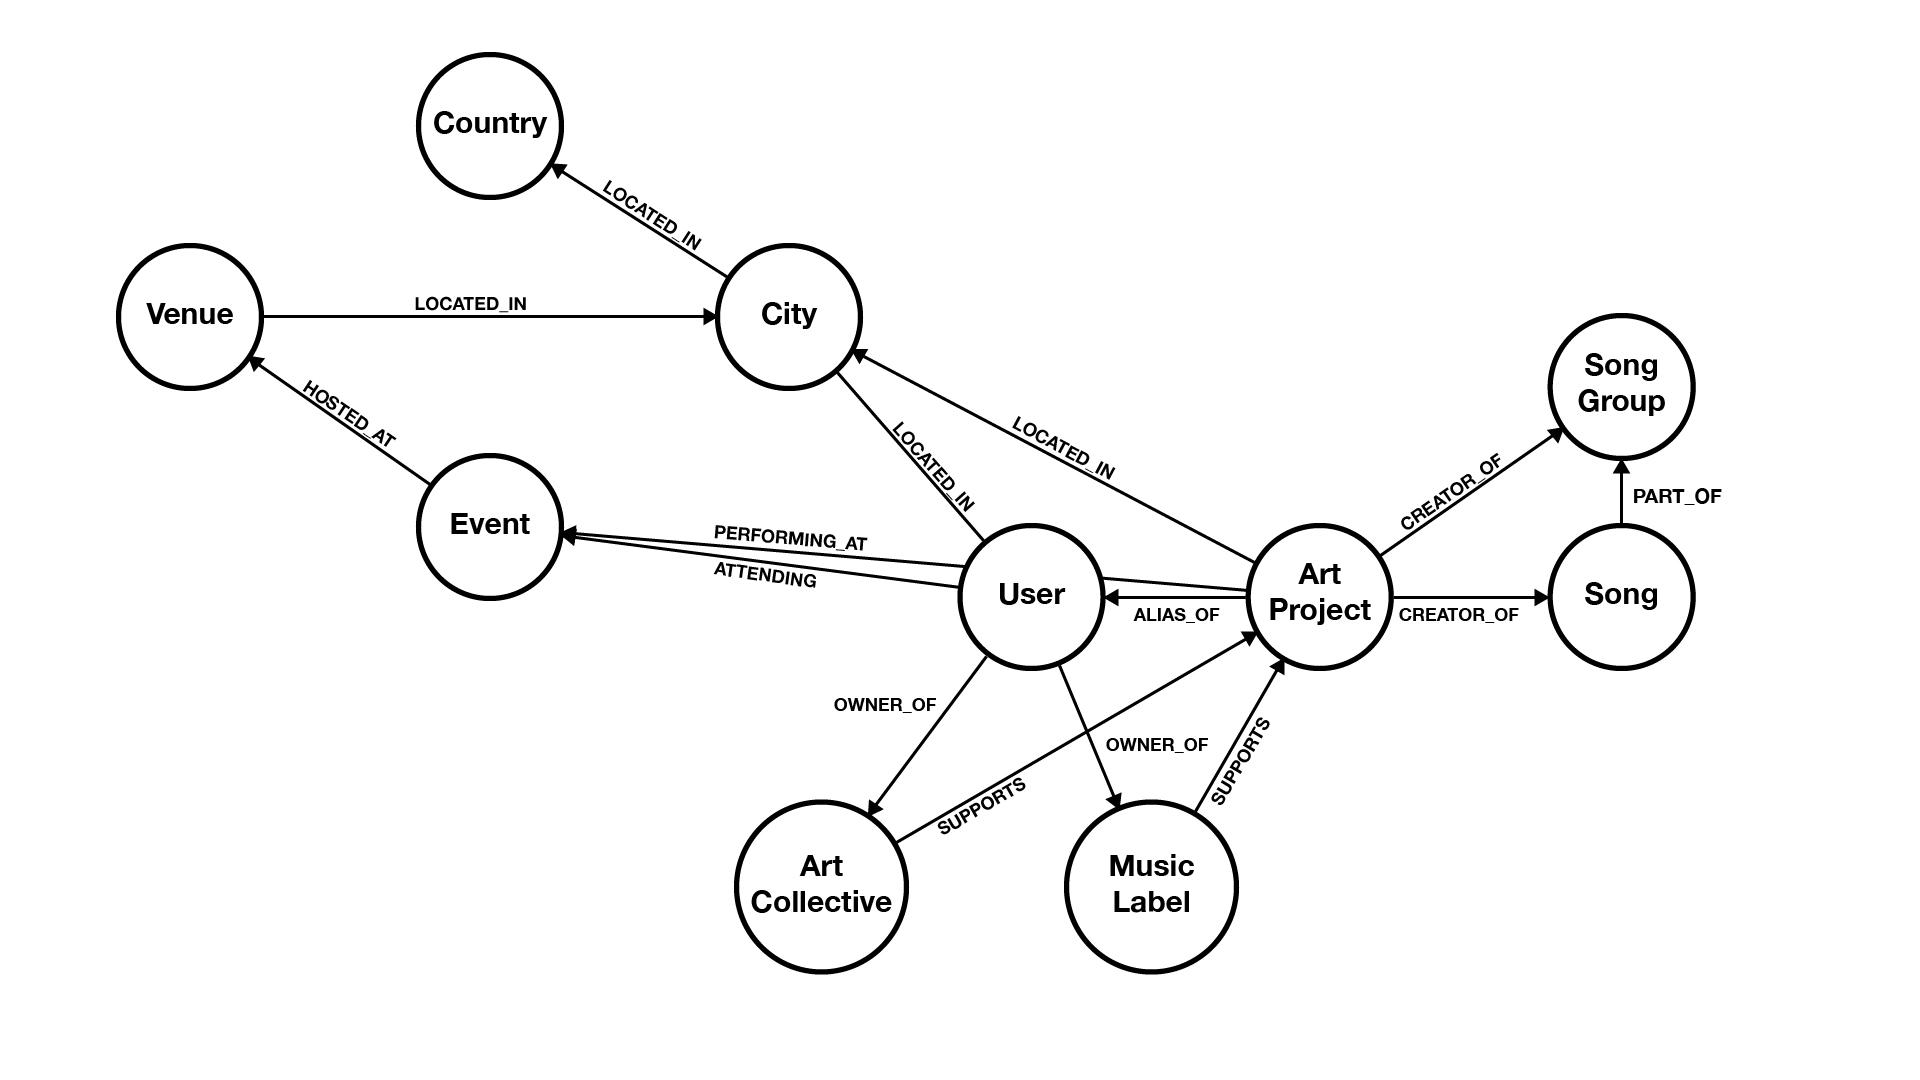 Country
LOCATED_IN
Venue
LOCATED_IN
City
HOSTED_AT
LOCATED_IN
LOCATED_IN
Song
Group
CREATOR_OF
PART_OF
Event
PERFORMING_AT
ATTENDING
User
ALIAS_OF
Art
Project
CREATOR_OF
Song
OWNER_OF
OWNER_OF
SUPPORTS
SUPPORTS
Art
Collective
Music
Label